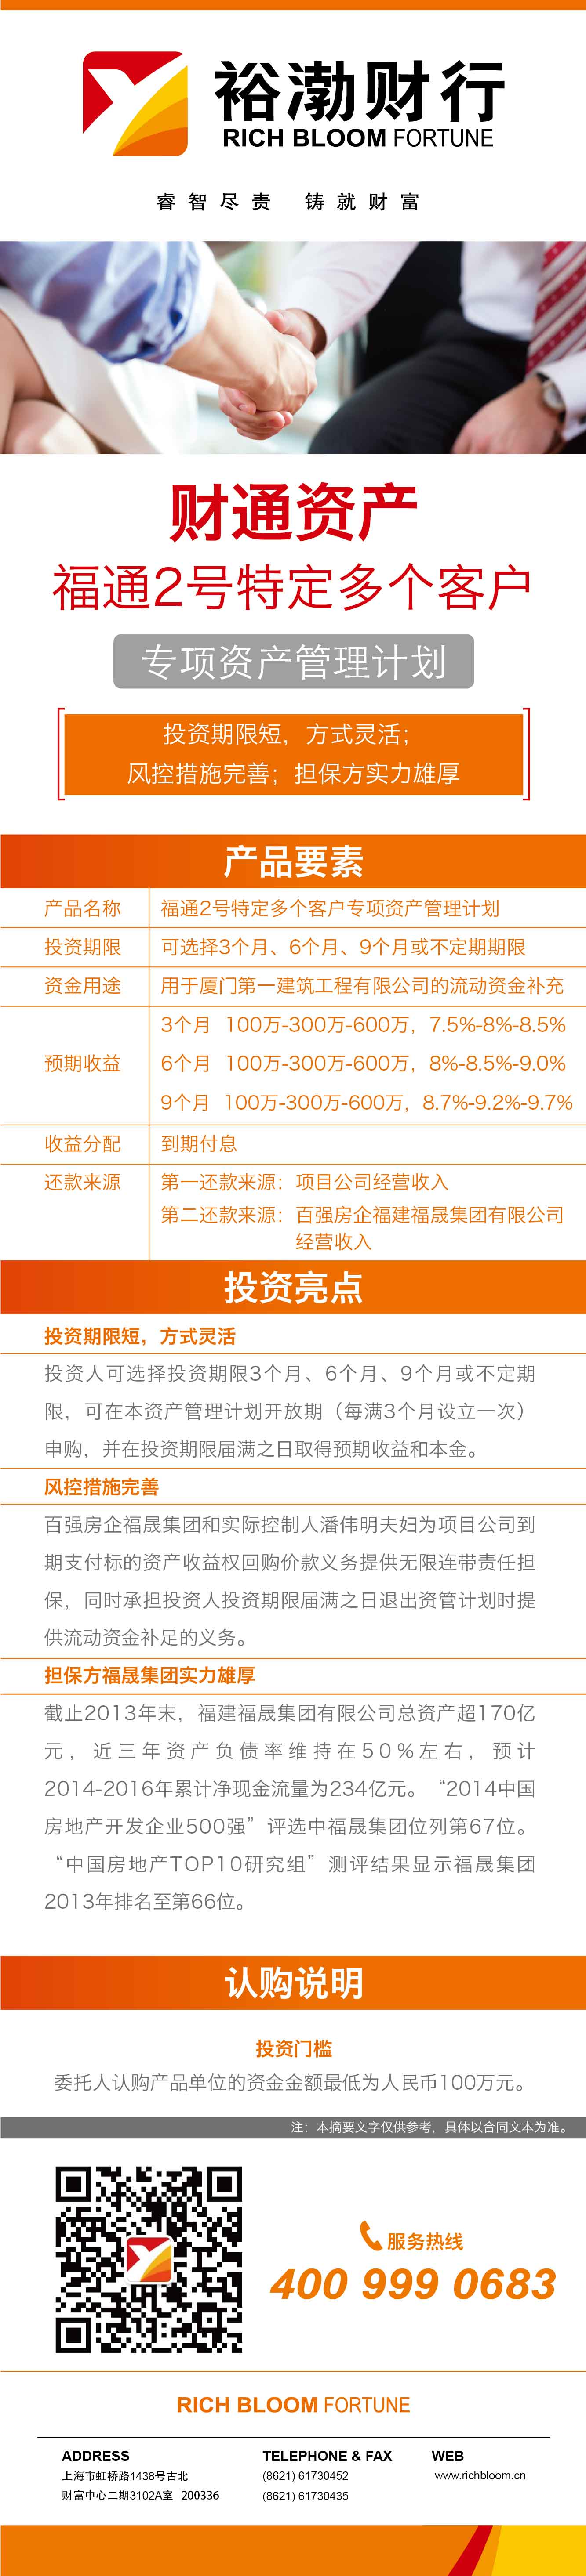 裕渤财行
RICH BLOOM FORTUNE
睿智尽责 铸就财富
财通资产
福通2号特定多个客户
专项资产管理计划
投资期限短，方式灵活；
风控措施完善；担保方实力雄厚
产品要素
产品名称 福通2号特定多个客户专项资产管理计划
投资期限 可选择3个月、6个月、9个月或不定期期限
资金用途 用于厦门第一建筑工程有限公司的流动资金补充
3个月 100万-300万-600万，7.5%-8%-8.5%
预期收益 6个月 100万-300万-600万，8%-8.5%-9.0%
9个月 100万-300万-600万，8.7%-9.2%-9.7%
收益分配 到期付息
还款来源 第一还款来源：项目公司经营收入
第二还款来源：百强房企福建福晟集团有限公司
经营收入
投资亮点
投资期限短，方式灵活
投资人可选择投资期限3个月、6个月、9个月或不定期
限，可在本资产管理计划开放期（每满3个月设立一次）
申购，并在投资期限届满之日取得预期收益和本金。
风控措施完善
百强房企福晟集团和实际控制人潘伟明夫妇为项目公司到
期支付标的资产收益权回购价款义务提供无限连带责任担
保，同时承担投资人投资期限届满之日退出资管计划时提
供流动资金补足的义务。
担保方福晟集团实力雄厚
截止2013年末，福建福晟集团有限公司总资产超170亿
元，近三年资产负债率维持在50%左右，预计
2014-2016年累计净现金流量为234亿元。“2014中国
房地产开发企业500强”评选中福晟集团位列第67位。
“中国房地产TOP10研究组”测评结果显示福晟集团
2013年排名至第66位。
认购说明
投资门槛
委托人认购产品单位的资金金额最低为人民币100万元。
注：本摘要文字仅供参考，具体以合同文本为准。
服务热线
400 999 0683
RICH BLOOM FORTUNE
ADDRESS TELEPHONE & FAX WEB
上海市虹桥路1438号古北 (8621) 61730452 www.richbloom.cn
财富中心二期3102A室 200336 (8621) 61730435